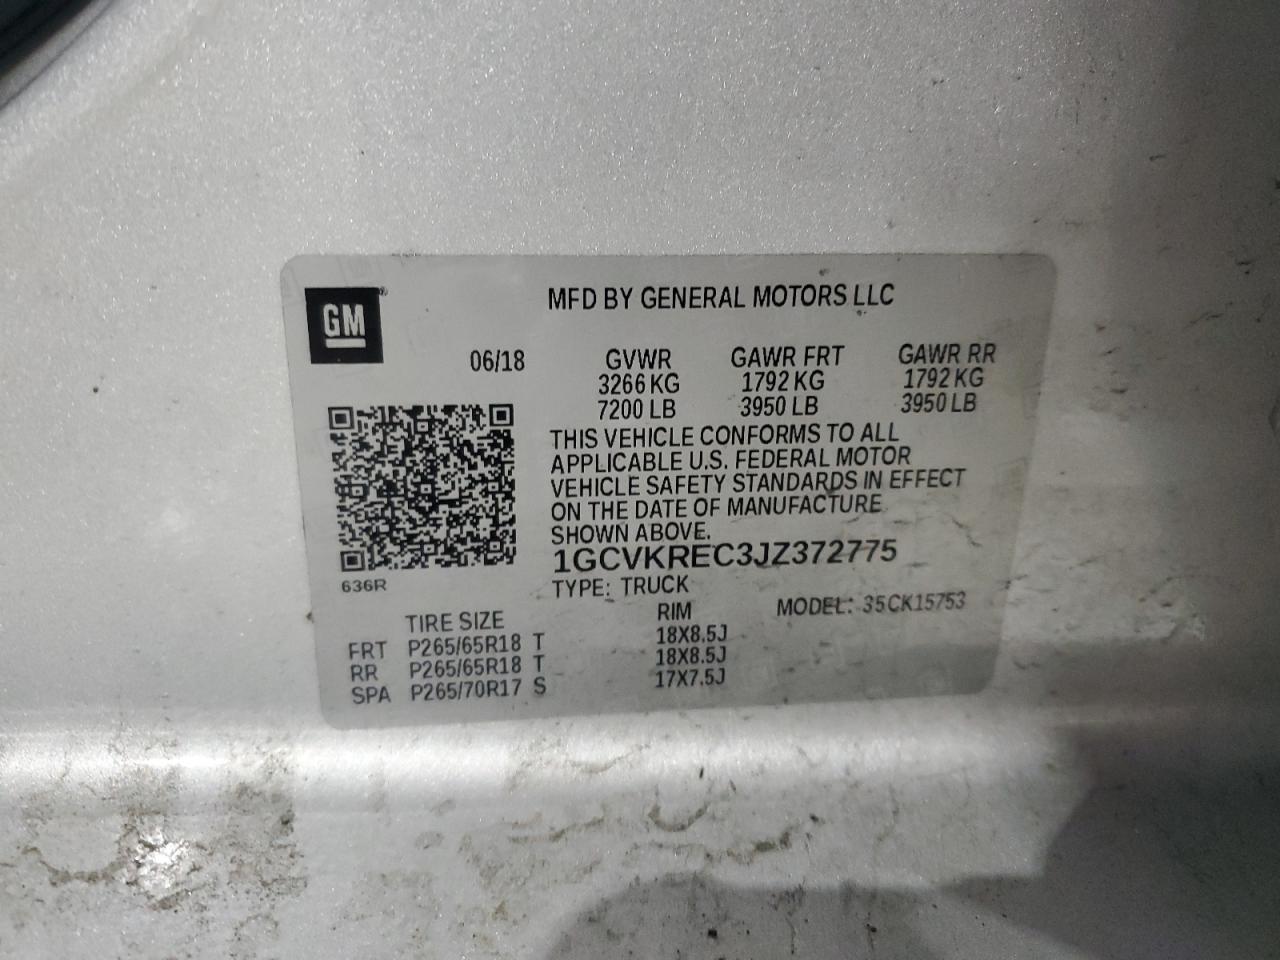 GM
MFD BY GENERAL MOTORS LLC
06/18 GVWR GAWR FRT GAWR RR
3266 KG 1792 KG 1792 KG
7200 LB 3950 LB 3950 LB
THIS VEHICLE CONFORMS TO ALL
APPLICABLE U.S. FEDERAL MOTOR
VEHICLE SAFETY STANDARDS IN EFFECT
ON THE DATE OF MANUFACTURE
SHOWN ABOVE.
1GCVKREC3JZ372775
636R
TYPE: TRUCK
MODEL: 35CK15753
TIRE SIZE RIM
FRT P265/65R18 T 18X8.5J
RR P265/65R18 T 18X8.5J
SPA P265/70R17 S 17X7.5J